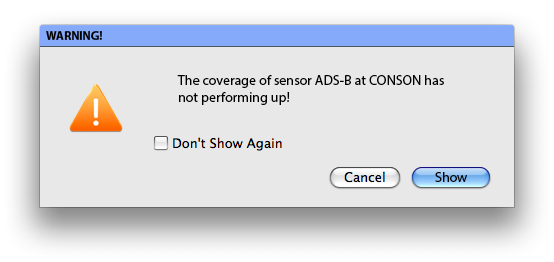 WARNING!
The coverage of sensor ADS-B at CONSON has
not performing up!
Don't Show Again
Cancel
Show